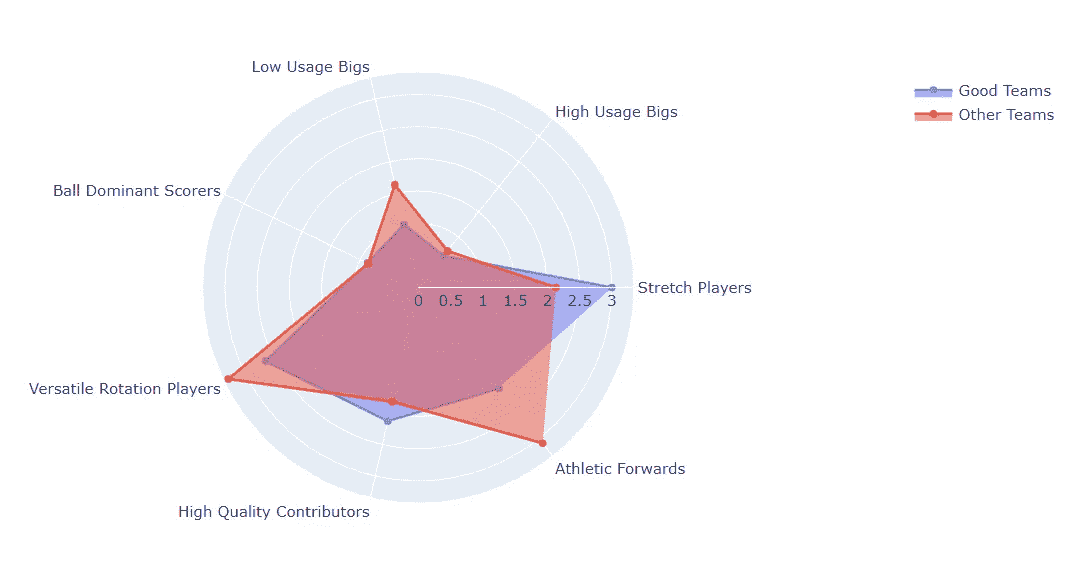 Low Usage Bigs
Good Teams
High Usage Bigs
Other Teams
Ball Dominant Scorers
Stretch Players
0 0.5 1 1.5 2 2.5 3
Versatile Rotation Players
Athletic Forwards
High Quality Contributors